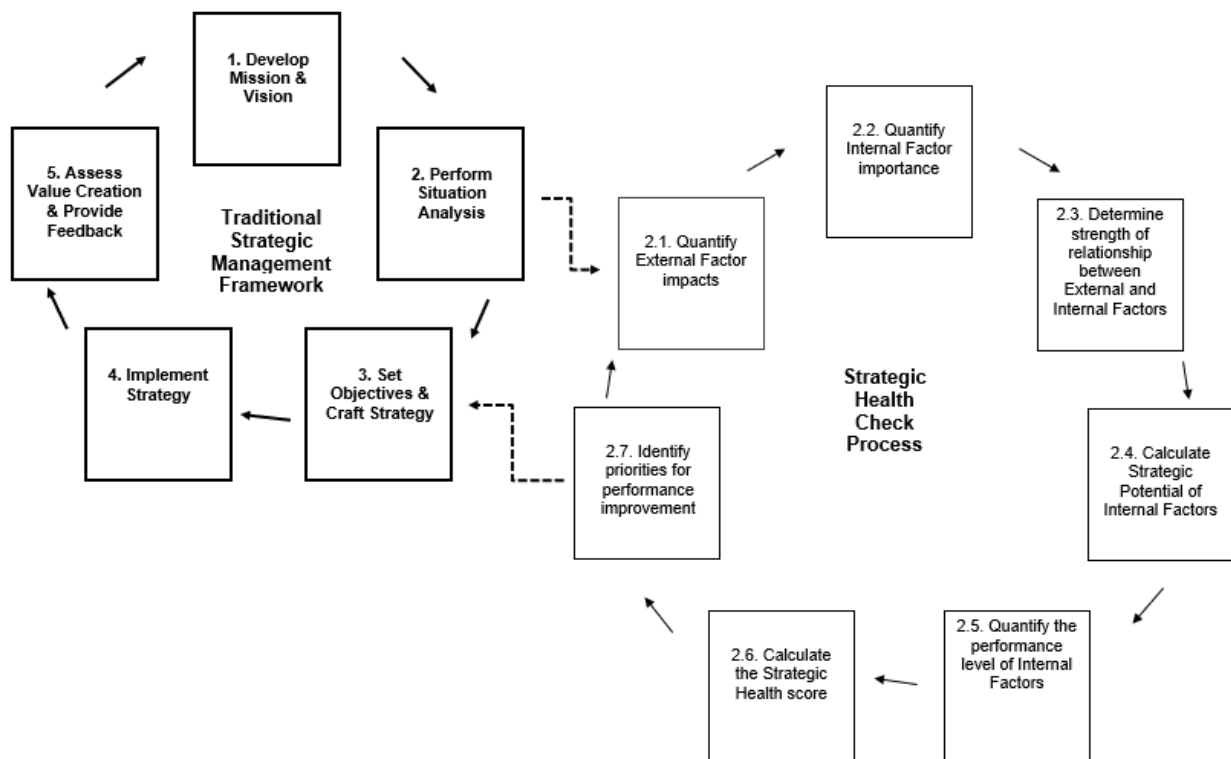 1. Develop
Mission &
Vision
2. Perform
Situation
Analysis
3. Set
Objectives &
Craft Strategy
4. Implement
Strategy
5. Assess
Value Creation
& Provide
Feedback
Traditional
Strategic
Management
Framework
2.1. Quantify
External Factor
impacts
2.2. Quantify
Internal Factor
importance
2.3. Determine
strength of
relationship
between
External and
Internal Factors
2.4. Calculate
Strategic
Potential of
Internal Factors
2.5. Quantify the
performance
level of Internal
Factors
2.6. Calculate
the Strategic
Health score
2.7. Identify
priorities for
performance
improvement
Strategic
Health
Check
Process